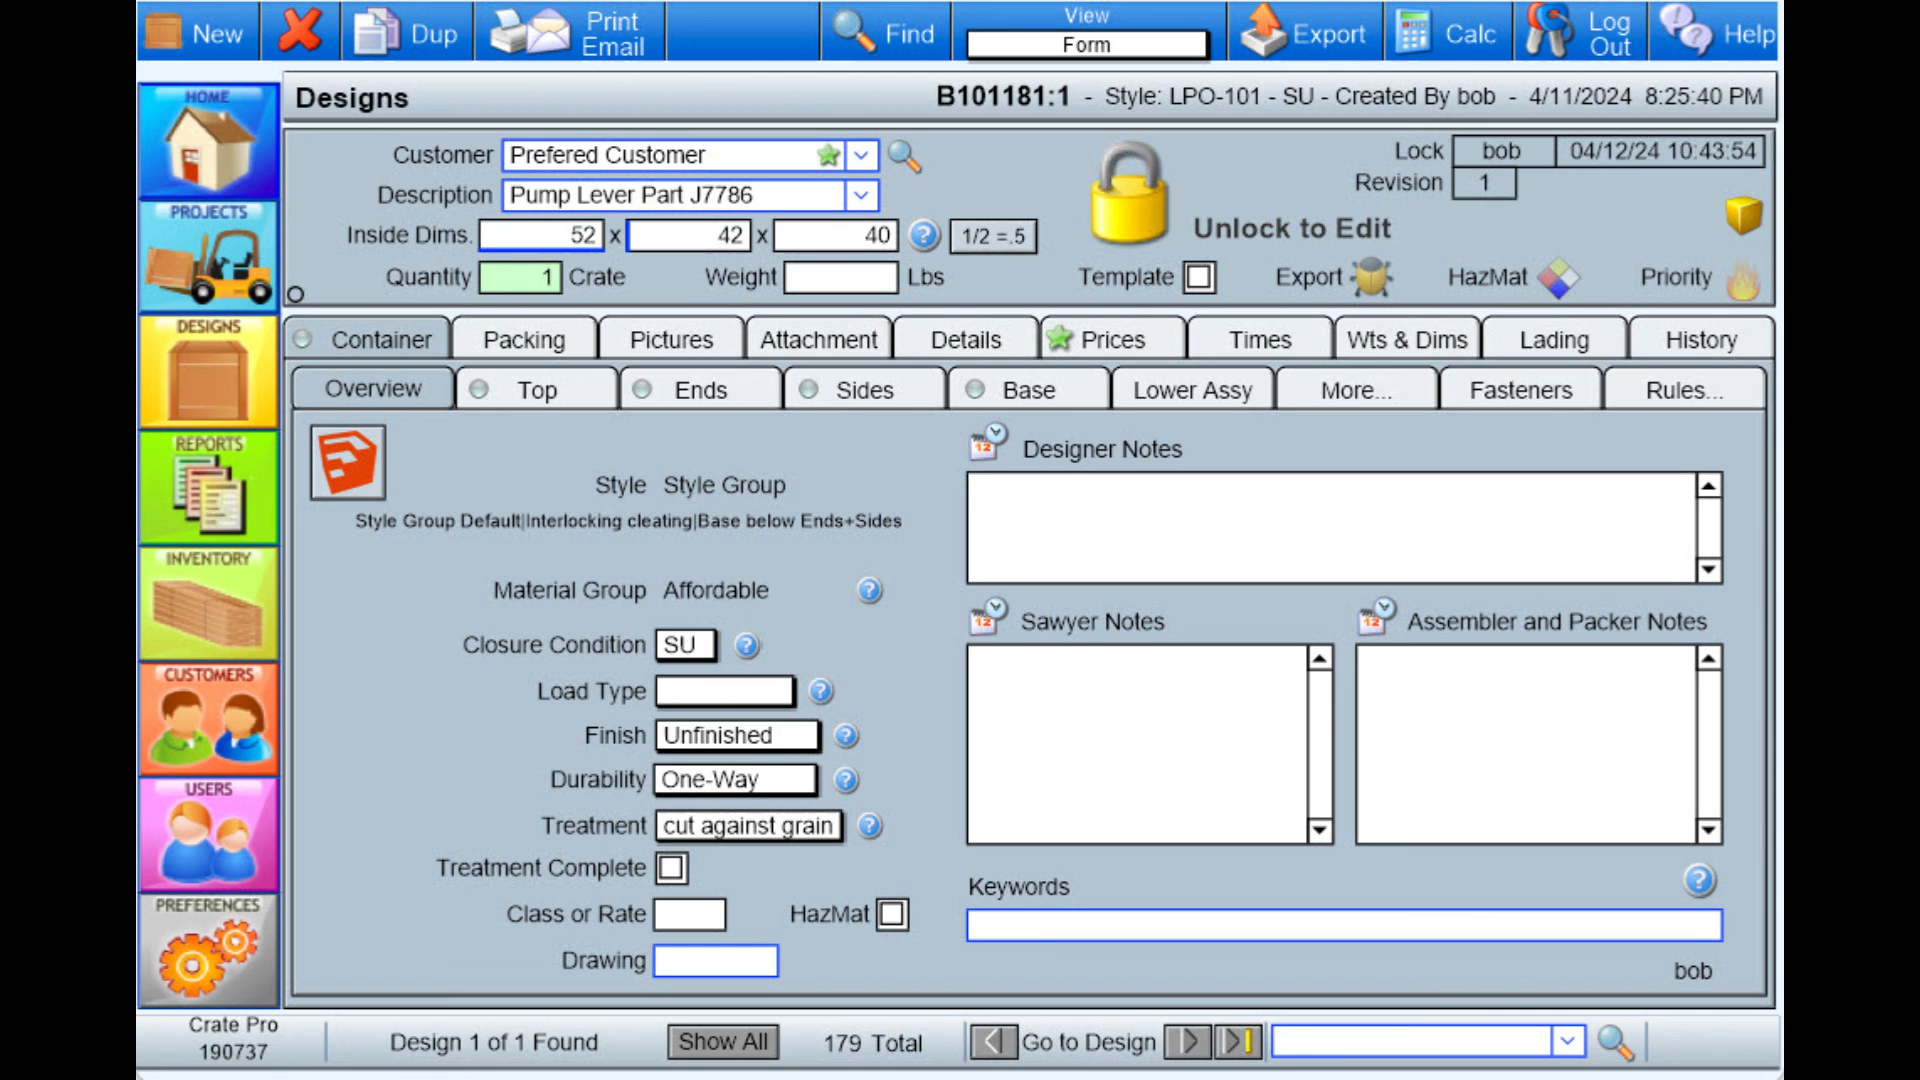 New
Dup
Print
Email
Find
View
Form
Export
Calc
Log
Out
Help
HOME
PROJECTS
DESIGNS
REPORTS
INVENTORY
CUSTOMERS
USERS
PREFERENCES
Designs
B101181:1 - Style: LPO-101 - SU - Created By bob - 4/11/2024 8:25:40 PM
Customer Prefered Customer
Description Pump Lever Part J7786
Inside Dims. 52 x 42 x 40 ? 1/2 =.5
Quantity 1 Crate Weight Lbs
Lock bob 04/12/24 10:43:54
Revision 1
Unlock to Edit
Template Export HazMat Priority
Container Packing Pictures Attachment Details Prices Times Wts & Dims Lading History
Overview Top Ends Sides Base Lower Assy More... Fasteners Rules...
Style Style Group
Style Group Default|Interlocking cleating|Base below Ends+Sides
Material Group Affordable ?
Closure Condition SU ?
Load Type ?
Finish Unfinished ?
Durability One-Way ?
Treatment cut against grain ?
Treatment Complete
Class or Rate HazMat
Drawing
12 Designer Notes
12 Sawyer Notes
12 Assembler and Packer Notes
Keywords ?
bob
Crate Pro
190737
Design 1 of 1 Found Show All 179 Total Go to Design